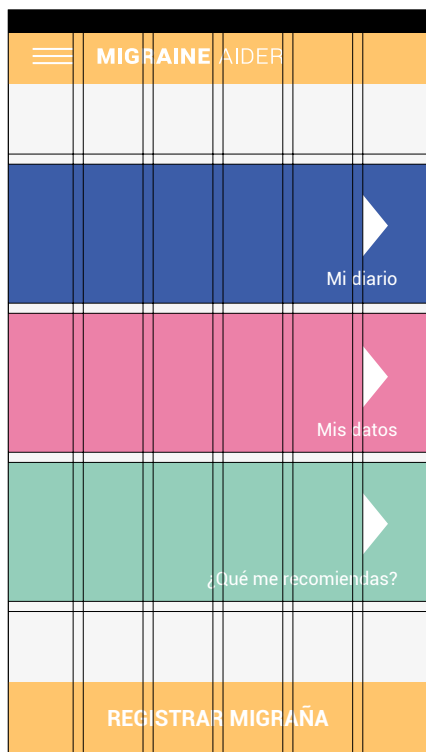 MIGRAINE AIDER
Mi diario
Mis datos
¿Qué me recomiendas?
REGISTRAR MIGRAÑA